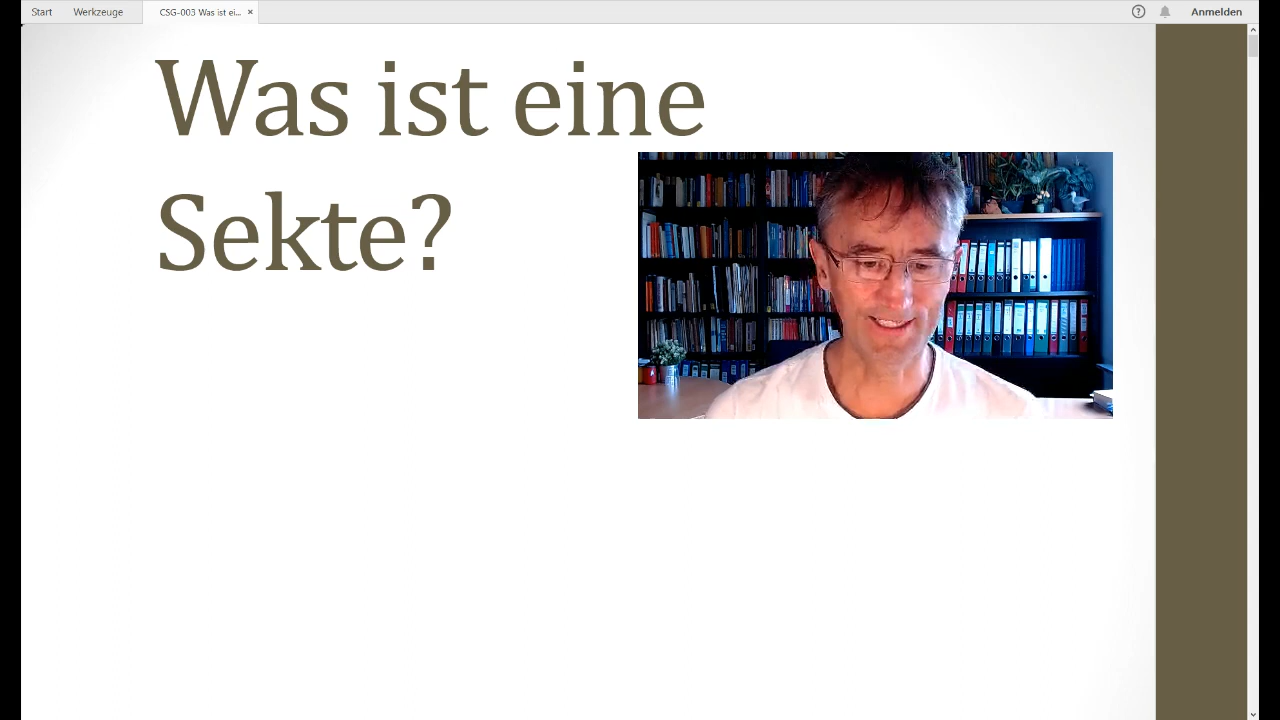 Start Werkzeuge CSG-003 Was ist ei... × ? Anmelden
Was ist eine
Sekte?